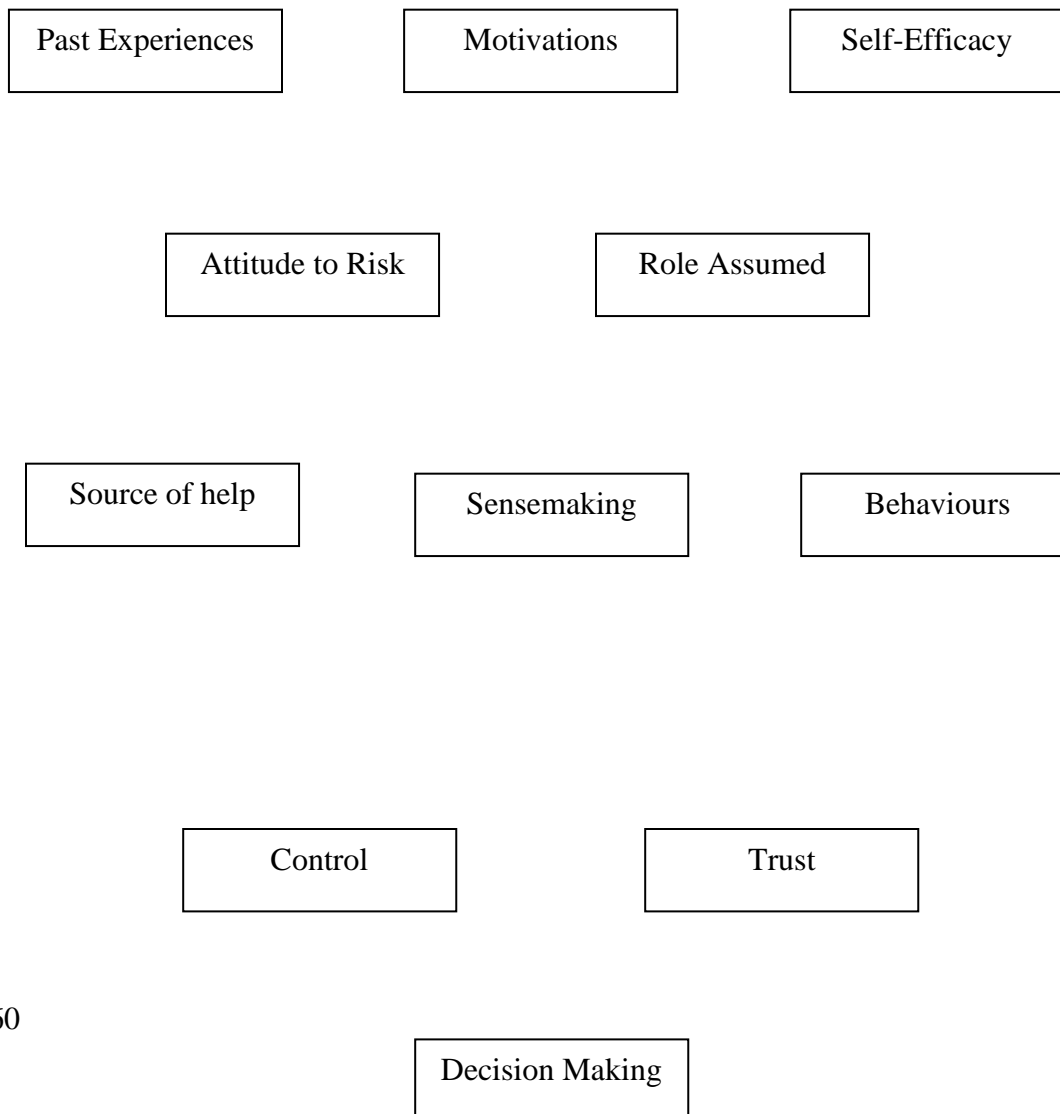 Past Experiences
Motivations
Self-Efficacy
Attitude to Risk
Role Assumed
Source of help
Sensemaking
Behaviours
Control
Trust
Decision Making